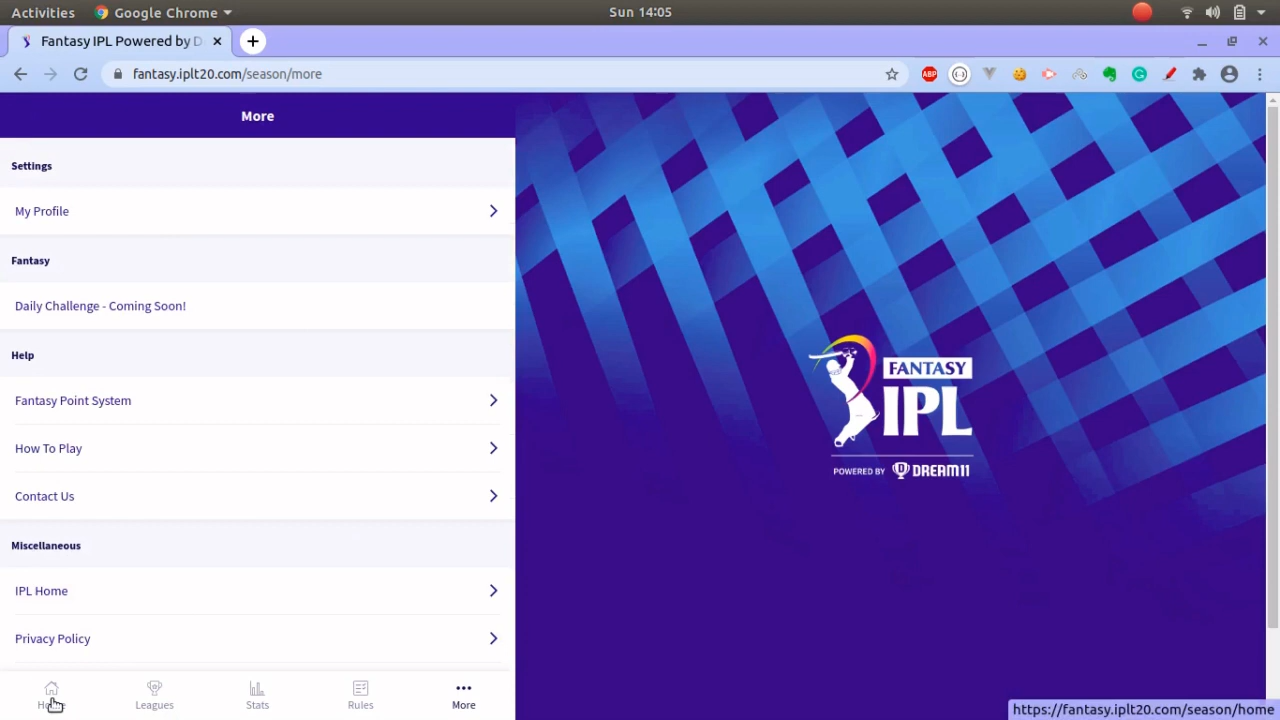 Activities Google Chrome Sun 14:05
Fantasy IPL Powered by D
fantasy.iplt20.com/season/more
ABP
More
Settings
My Profile
Fantasy
Daily Challenge - Coming Soon!
Help
Fantasy Point System
How To Play
Contact Us
Miscellaneous
IPL Home
Privacy Policy
Home Leagues Stats Rules More
FANTASY
IPL
POWERED BY DREAM11
https://fantasy.iplt20.com/season/home